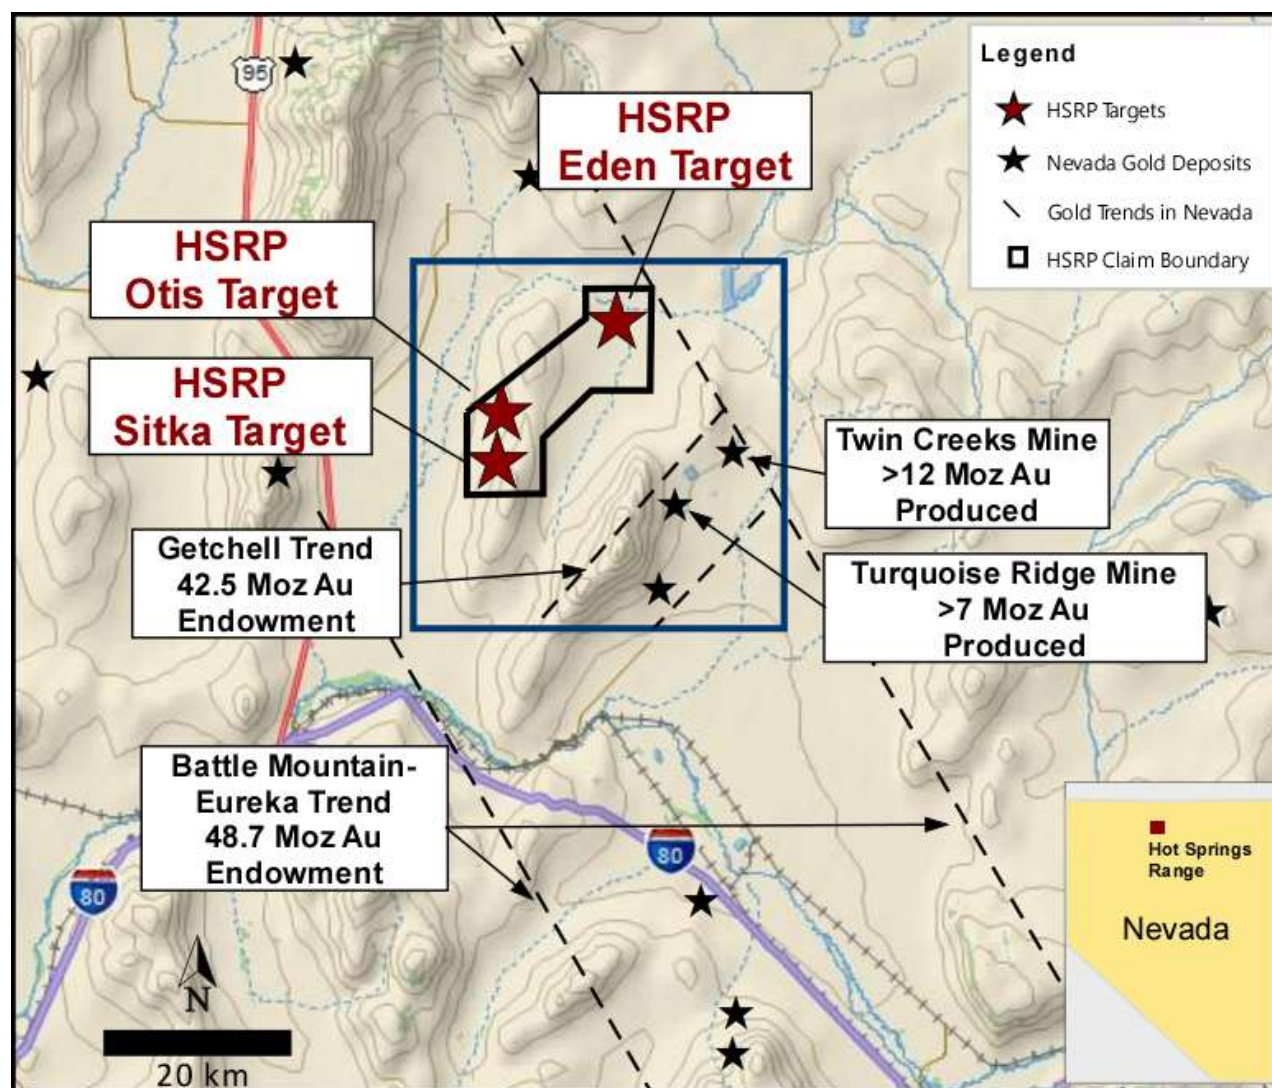 95
HSRP
Eden Target
Legend
HSRP Targets
Nevada Gold Deposits
Gold Trends in Nevada
HSRP Claim Boundary
HSRP
Otis Target
HSRP
Sitka Target
Twin Creeks Mine
>12 Moz Au
Produced
Getchell Trend
42.5 Moz Au
Endowment
Turquoise Ridge Mine
>7 Moz Au
Produced
Battle Mountain-
Eureka Trend
48.7 Moz Au
Endowment
80
80
Hot Springs
Range
Nevada
N
20 km